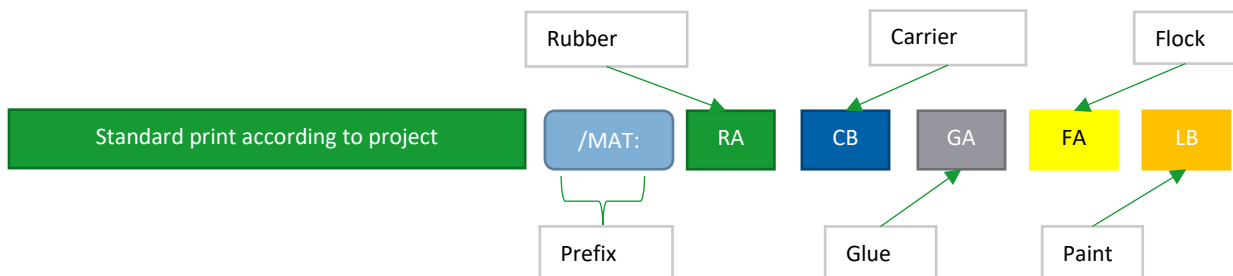 Rubber
Carrier
Flock
Standard print according to project
/MAT:
RA
CB
GA
FA
LB
Prefix
Glue
Paint